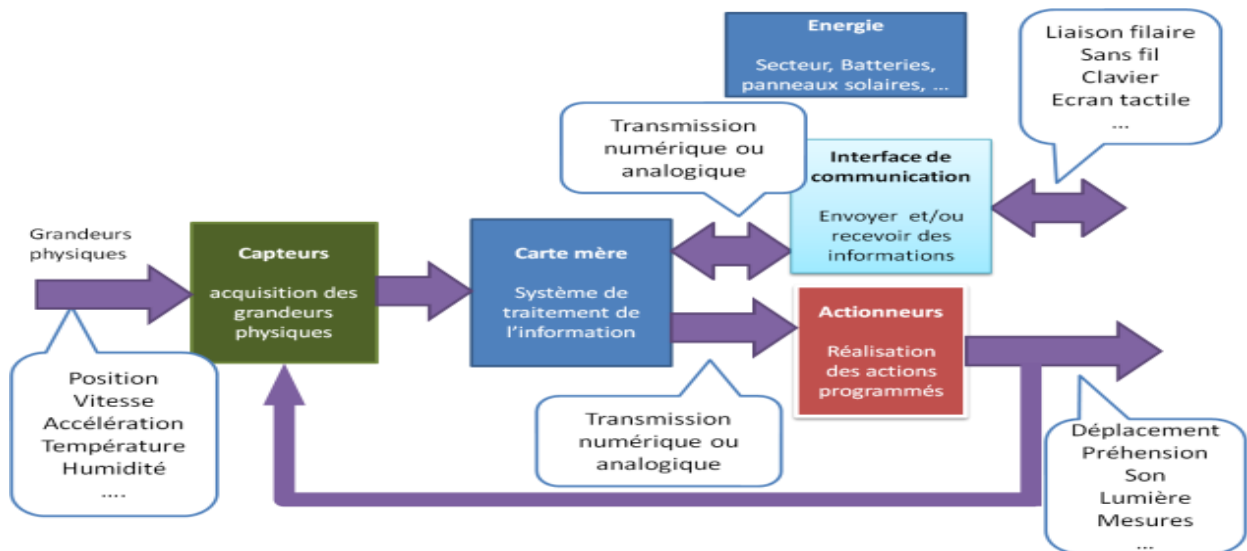 Energie
Secteur, Batteries,
panneaux solaires, ...
Liaison filaire
Sans fil
Clavier
Ecran tactile
...
Transmission
numérique ou
analogique
Interface de
communication
Envoyer et/ou
recevoir des
informations
Grandeurs
physiques
Capteurs
acquisition des
grandeurs
physiques
Carte mère
Système de
traitement de
l'information
Actionneurs
Réalisation
des actions
programmés
Position
Vitesse
Accélération
Température
Humidité
....
Transmission
numérique ou
analogique
Déplacement
Préhension
Son
Lumière
Mesures
...